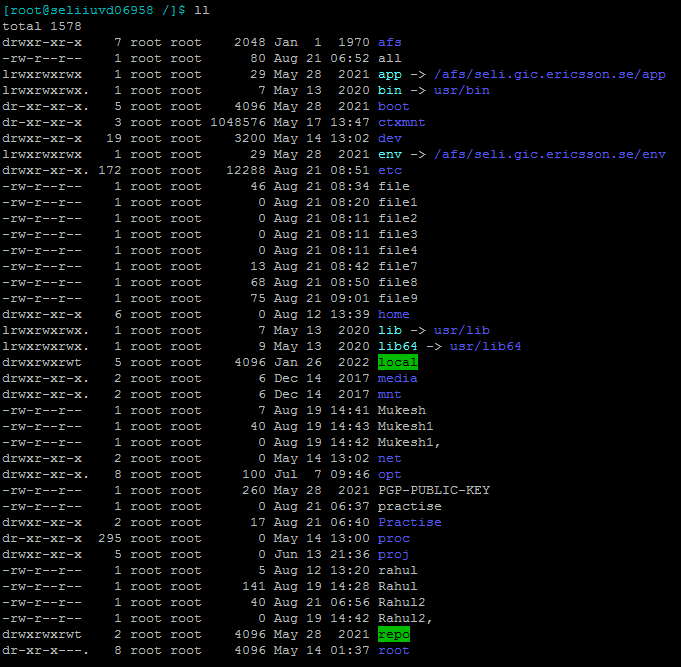 [root@seliiuvd06958 /]$ ll
total 1578
drwxr-xr-x    7 root root    2048 Jan  1  1970 afs
-rw-r--r--    1 root root      80 Aug 21 06:52 all
lrwxrwxrwx    1 root root      29 May 28  2021 app -> /afs/seli.gic.ericsson.se/app
lrwxrwxrwx.   1 root root       7 May 13  2020 bin -> usr/bin
dr-xr-xr-x.   5 root root    4096 May 28  2021 boot
dr-xr-xr-x    3 root root 1048576 May 17 13:47 ctxmnt
drwxr-xr-x   19 root root    3200 May 14 13:02 dev
lrwxrwxrwx    1 root root      29 May 28  2021 env -> /afs/seli.gic.ericsson.se/env
drwxr-xr-x. 172 root root   12288 Aug 21 08:51 etc
-rw-r--r--    1 root root      46 Aug 21 08:34 file
-rw-r--r--    1 root root       0 Aug 21 08:20 file1
-rw-r--r--    1 root root       0 Aug 21 08:11 file2
-rw-r--r--    1 root root       0 Aug 21 08:11 file3
-rw-r--r--    1 root root       0 Aug 21 08:11 file4
-rw-r--r--    1 root root      13 Aug 21 08:42 file7
-rw-r--r--    1 root root      68 Aug 21 08:50 file8
-rw-r--r--    1 root root      75 Aug 21 09:01 file9
drwxr-xr-x    6 root root       0 Aug 12 13:39 home
lrwxrwxrwx.   1 root root       7 May 13  2020 lib -> usr/lib
lrwxrwxrwx.   1 root root       9 May 13  2020 lib64 -> usr/lib64
drwxrwxrwt    5 root root    4096 Jan 26  2022 local
drwxr-xr-x.   2 root root       6 Dec 14  2017 media
drwxr-xr-x.   2 root root       6 Dec 14  2017 mnt
-rw-r--r--    1 root root       7 Aug 19 14:41 Mukesh
-rw-r--r--    1 root root      40 Aug 19 14:43 Mukesh1
-rw-r--r--    1 root root       0 Aug 19 14:42 Mukesh1,
drwxr-xr-x    2 root root       0 May 14 13:02 net
drwxr-xr-x.   8 root root     100 Jul  7 09:46 opt
-rw-r--r--    1 root root     260 May 28  2021 PGP-PUBLIC-KEY
-rw-r--r--    1 root root       0 Aug 21 06:37 practise
drwxr-xr-x    2 root root      17 Aug 21 06:40 Practise
dr-xr-xr-x  295 root root       0 May 14 13:00 proc
drwxr-xr-x    5 root root       0 Jun 13 21:36 proj
-rw-r--r--    1 root root       5 Aug 12 13:20 rahul
-rw-r--r--    1 root root     141 Aug 19 14:28 Rahul
-rw-r--r--    1 root root      40 Aug 21 06:56 Rahul2
-rw-r--r--    1 root root       0 Aug 19 14:42 Rahul2,
drwxrwxrwt    2 root root    4096 May 28  2021 repo
dr-xr-x---.   8 root root    4096 May 14 01:37 root